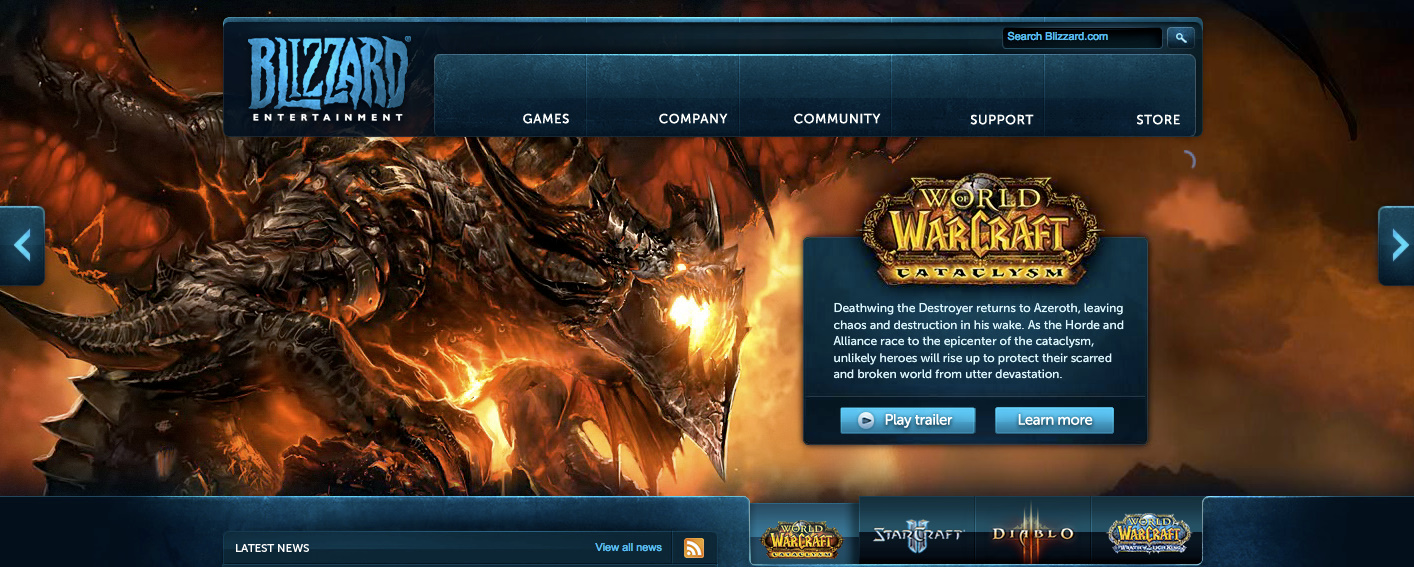 BLIZZARD
ENTERTAINMENT
Search Blizzard.com
GAMES
COMPANY
COMMUNITY
SUPPORT
STORE
WORLD
OF
WARCRAFT
CATACLYSM
Deathwing the Destroyer returns to Azeroth, leaving
chaos and destruction in his wake. As the Horde and
Alliance race to the epicenter of the cataclysm,
unlikely heroes will rise up to protect their scarred
and broken world from utter devastation.
Play trailer
Learn more
LATEST NEWS
View all news
WORLD
OF
WARCRAFT
CATACLYSM
STARCRAFT
II
DIABLO
WORLD
OF
WARCRAFT
WRATH OF THE LICH KING